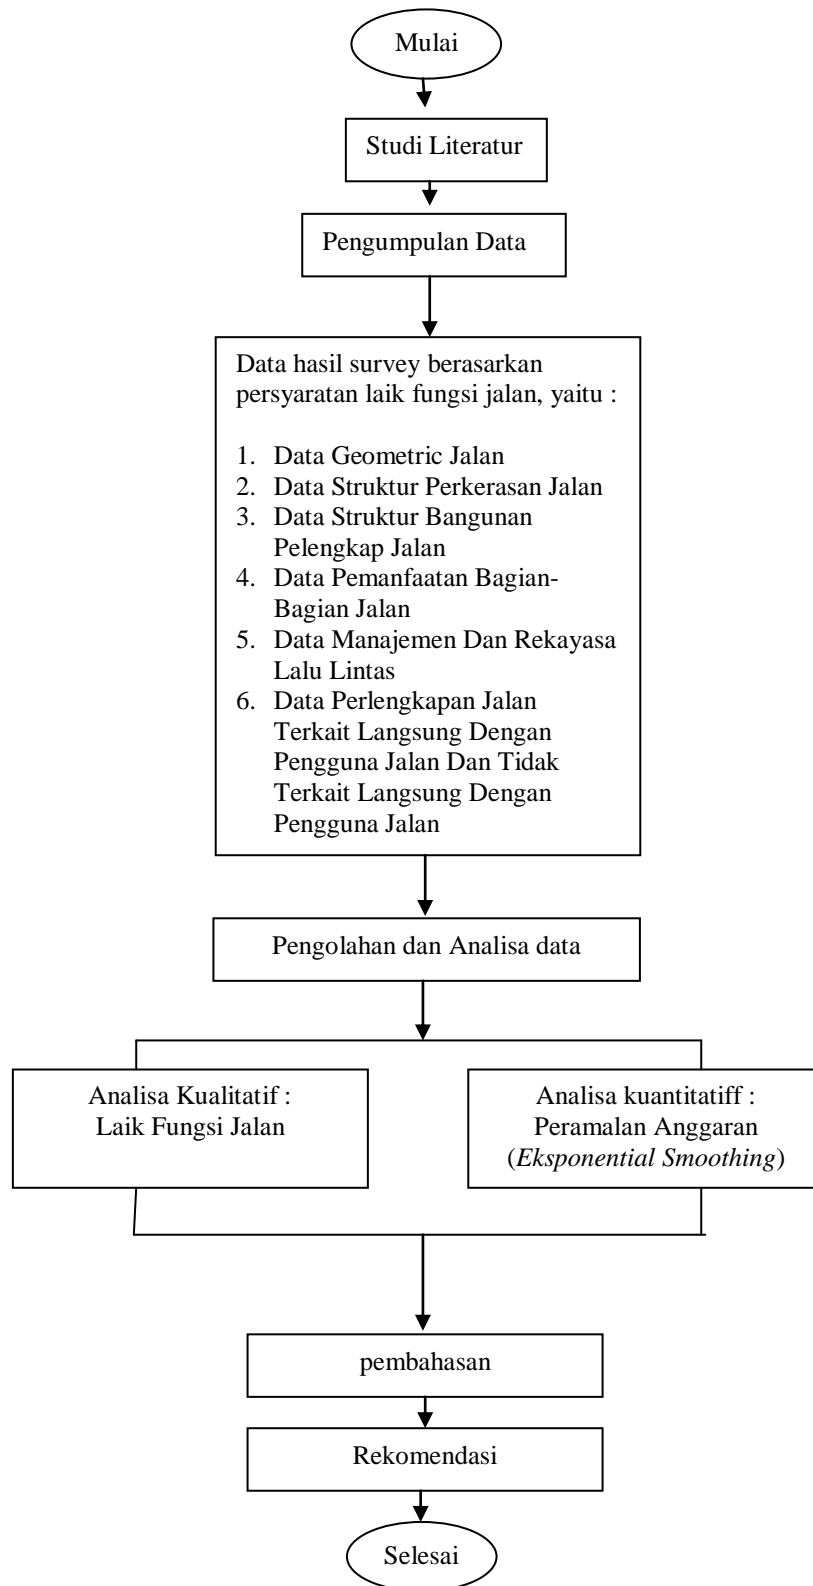 Mulai
Studi Literatur
Pengumpulan Data
Data hasil survey berasarkan
persyaratan laik fungsi jalan, yaitu :
1. Data Geometric Jalan
2. Data Struktur Perkerasan Jalan
3. Data Struktur Bangunan
Pelengkap Jalan
4. Data Pemanfaatan Bagian-
Bagian Jalan
5. Data Manajemen Dan Rekayasa
Lalu Lintas
6. Data Perlengkapan Jalan
Terkait Langsung Dengan
Pengguna Jalan Dan Tidak
Terkait Langsung Dengan
Pengguna Jalan
Pengolahan dan Analisa data
Analisa Kualitatif :
Laik Fungsi Jalan
Analisa kuantitatiff :
Peramalan Anggaran
(Eksponential Smoothing)
pembahasan
Rekomendasi
Selesai